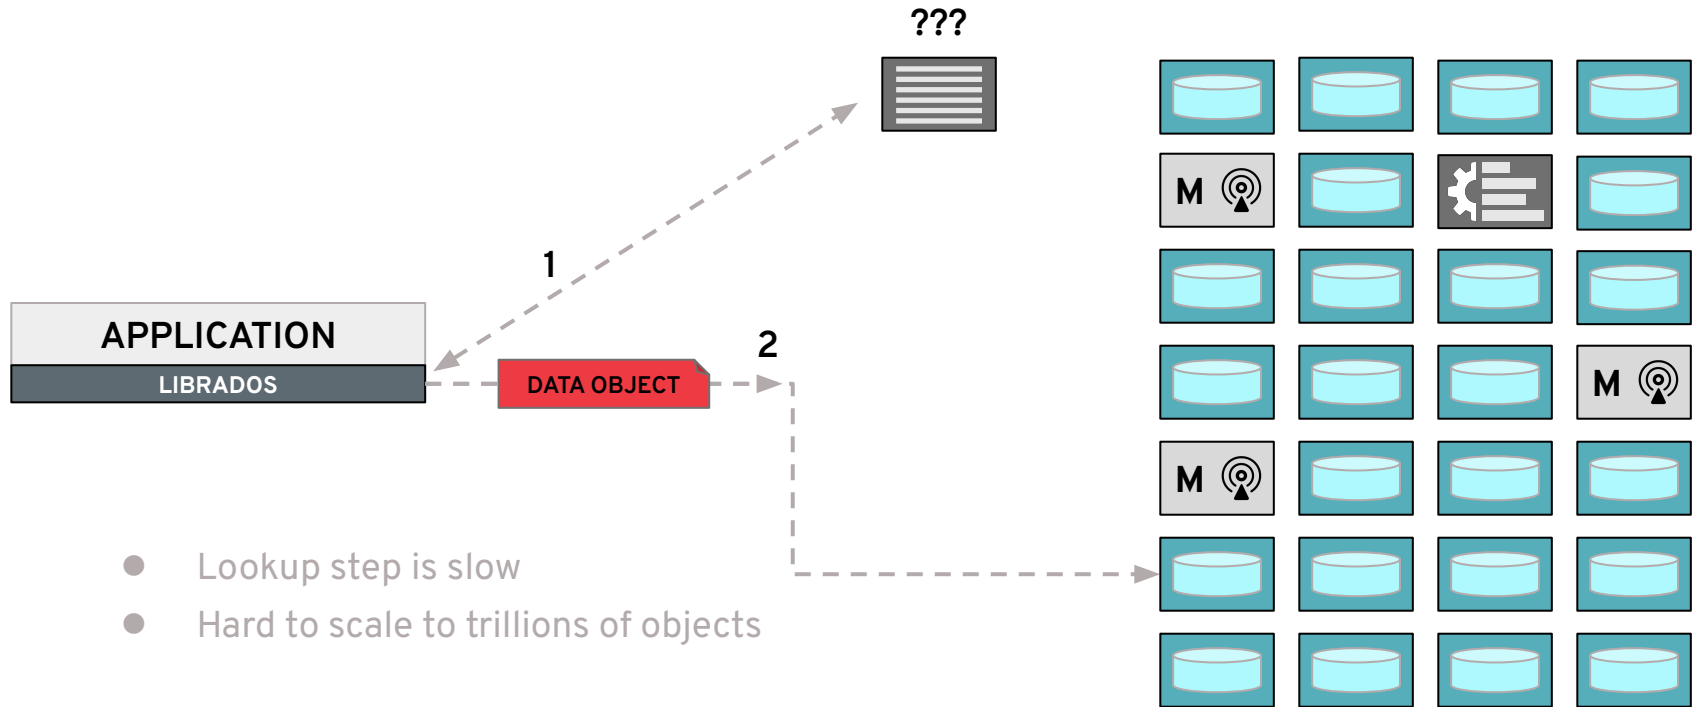 ???
M
1
APPLICATION
LIBRADOS
2
DATA OBJECT
M
M
● Lookup step is slow
● Hard to scale to trillions of objects